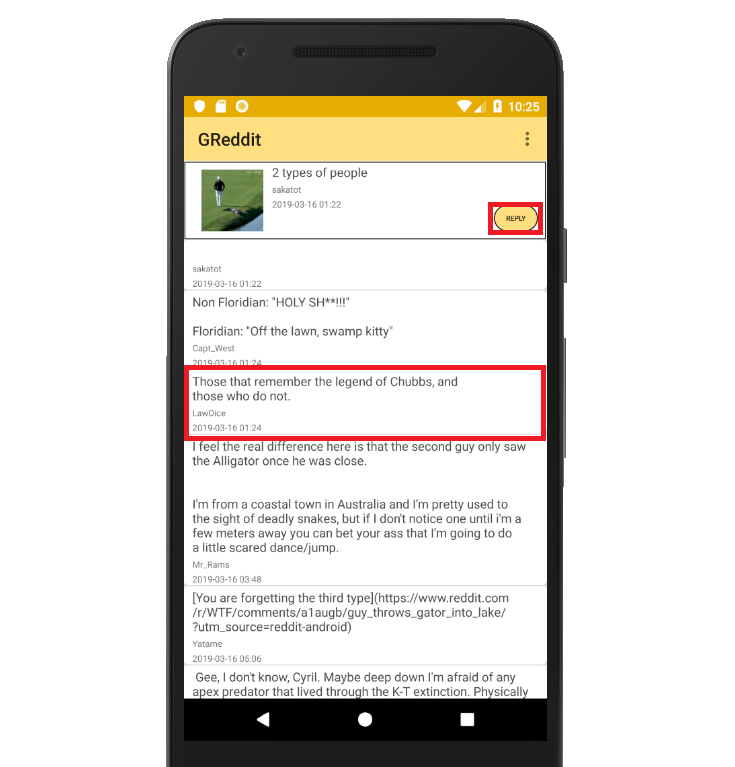 10:25
GReddit
2 types of people
sakatot
2019-03-16 01:22
REPLY
sakatot
2019-03-16 01:22
Non Floridian: "HOLY SH**!!!"
Floridian: "Off the lawn, swamp kitty"
Capt_West
2019-03-16 01:24
Those that remember the legend of Chubbs, and
those who do not.
LawDice
2019-03-16 01:24
I feel the real difference here is that the second guy only saw
the Alligator once he was close.
I'm from a coastal town in Australia and I'm pretty used to
the sight of deadly snakes, but if I don't notice one until i'm a
few meters away you can bet your ass that I'm going to do
a little scared dance/jump.
Mr_Rams
2019-03-16 03:48
[You are forgetting the third type](https://www.reddit.com
/r/WTF/comments/a1augb/guy_throws_gator_into_lake/
?utm_source=reddit-android)
Yatame
2019-03-16 05:06
Gee, I don't know, Cyril. Maybe deep down I'm afraid of any
apex predator that lived through the K-T extinction. Physically